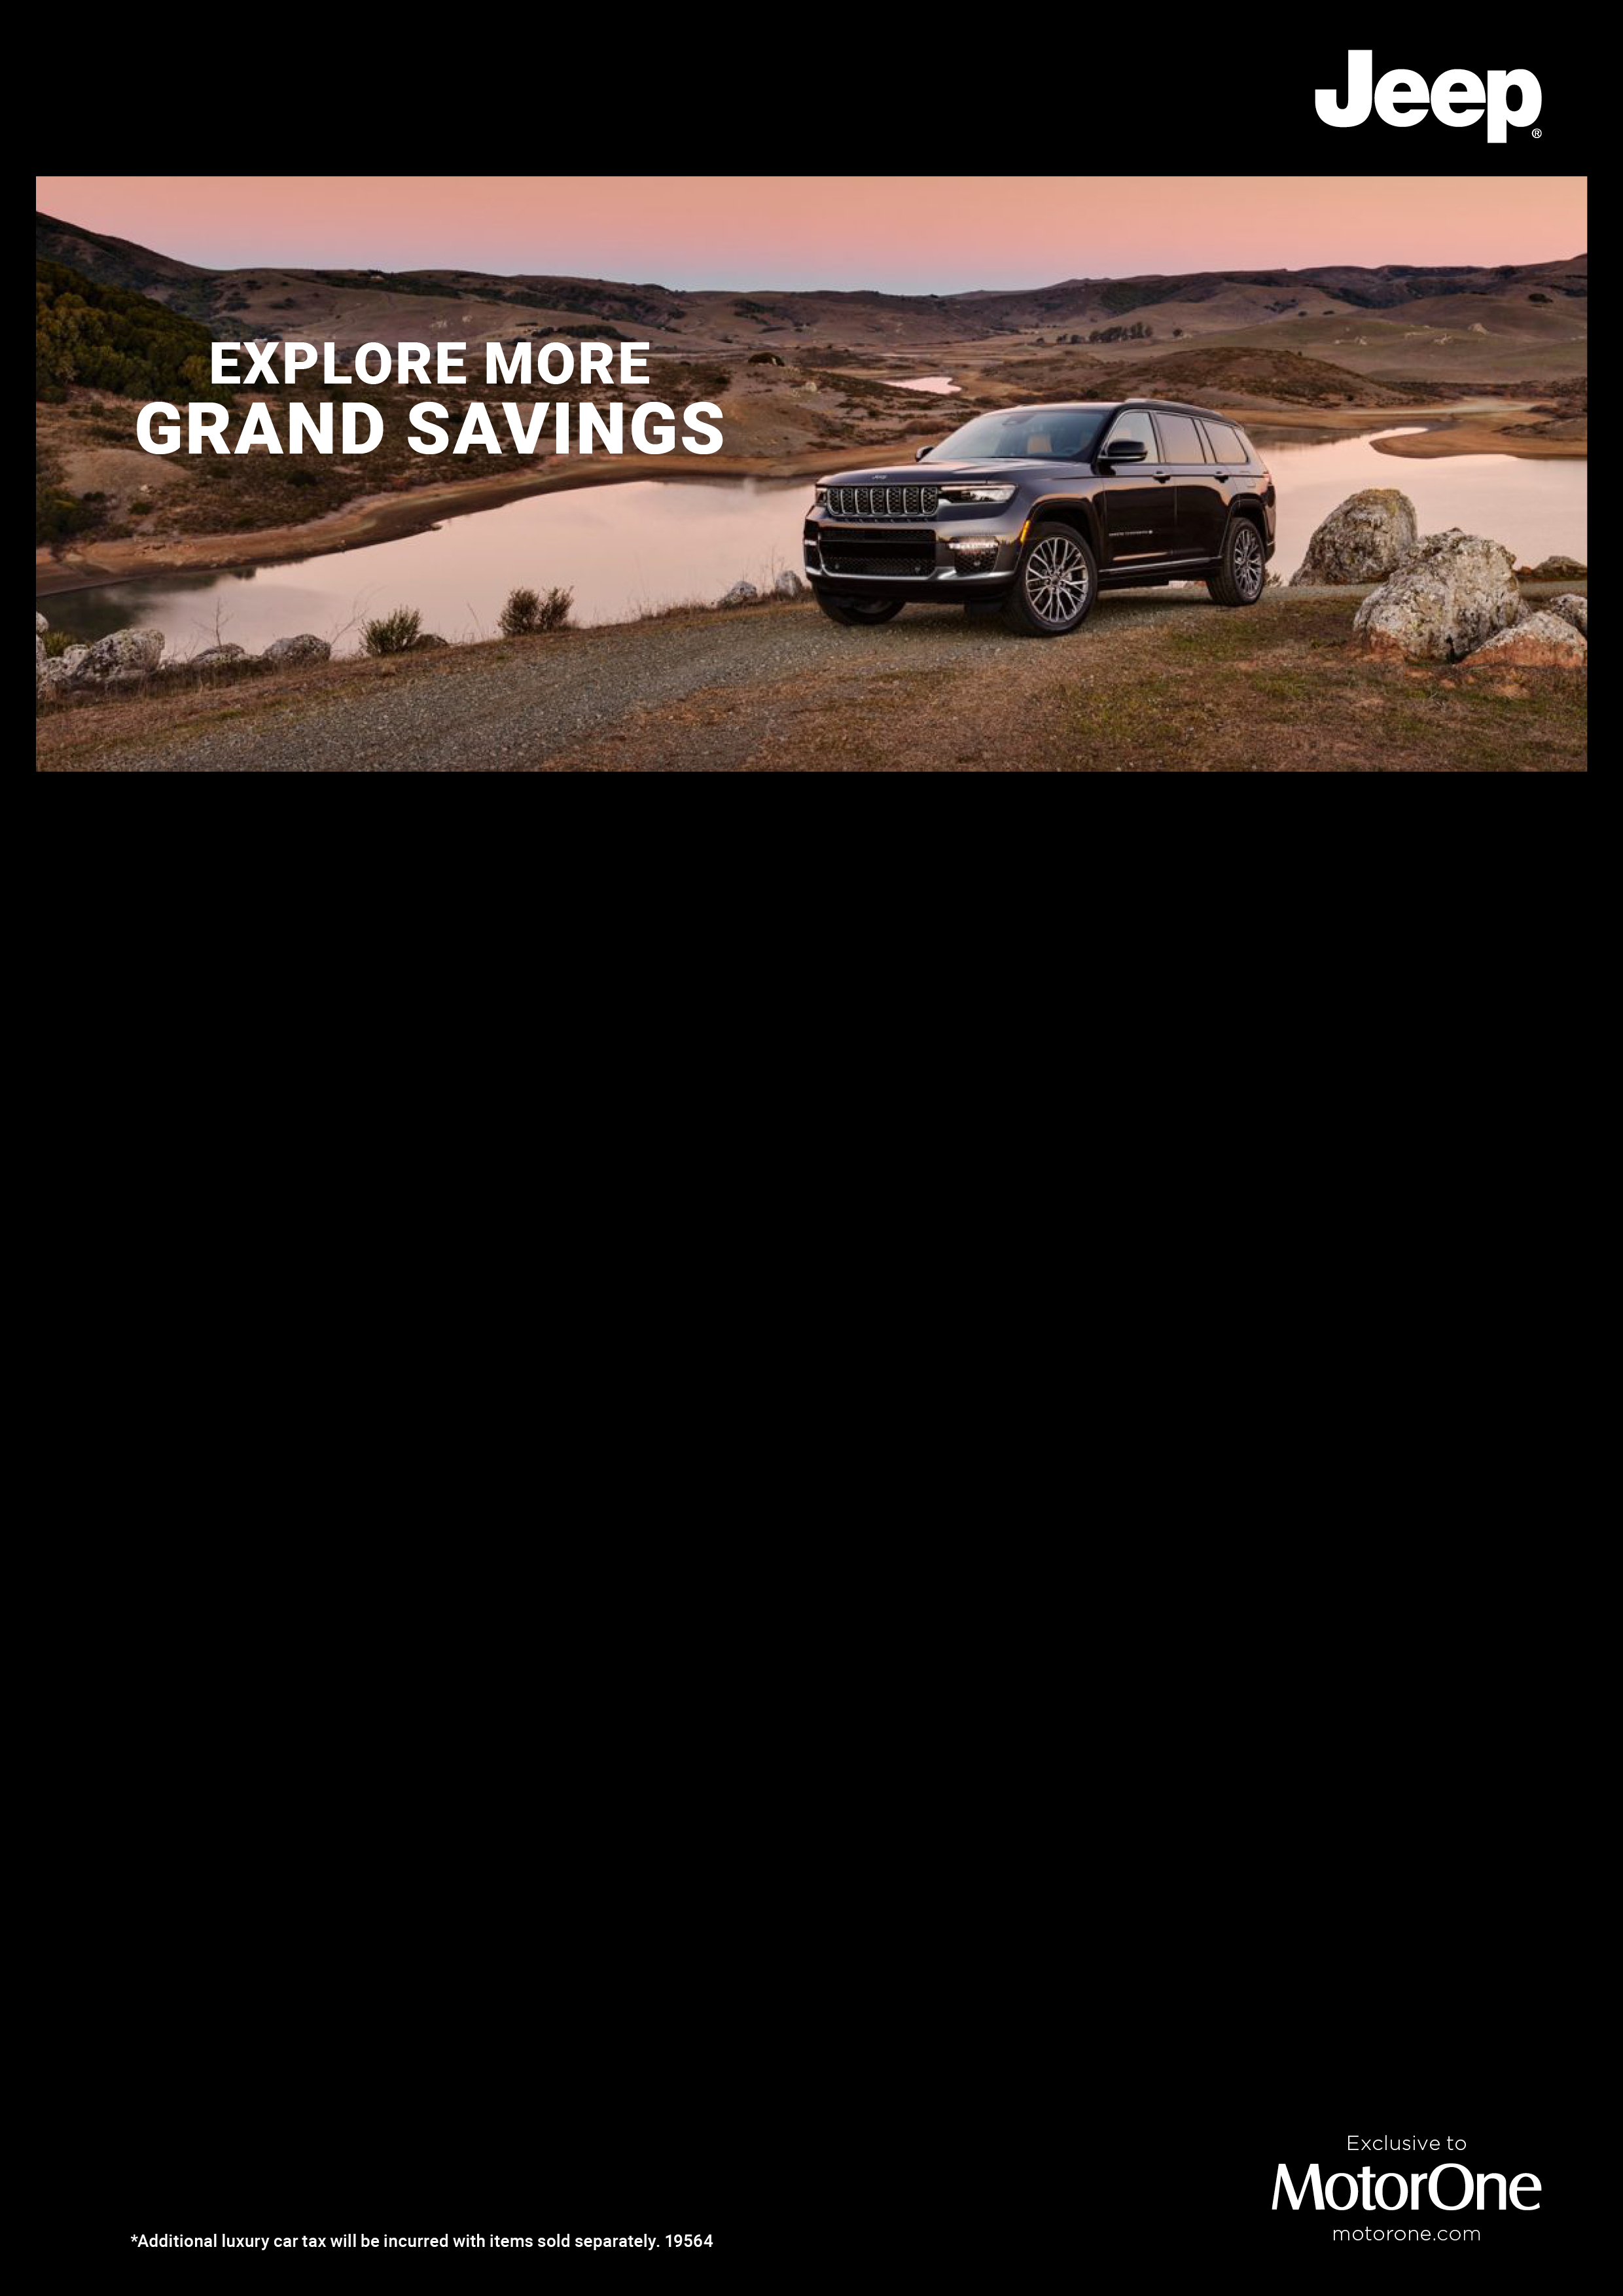 Jeep®
EXPLORE MORE
GRAND SAVINGS
Exclusive to
MotorOne
motorone.com
*Additional luxury car tax will be incurred with items sold separately. 19564